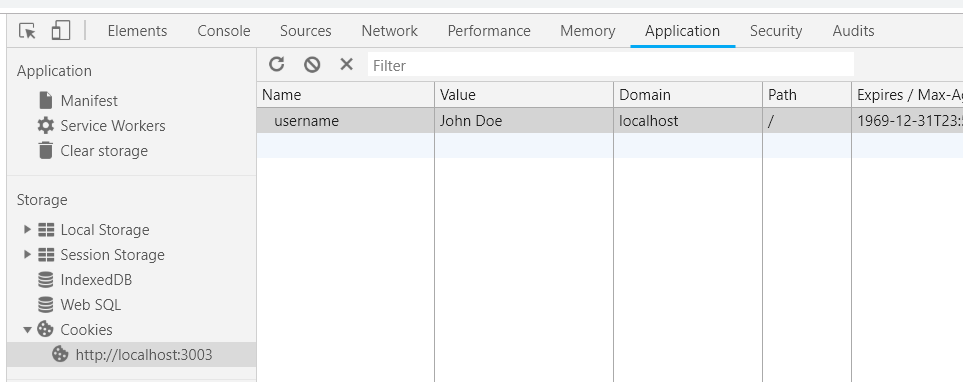 Elements Console Sources Network Performance Memory Application Security Audits
Application
Manifest
Service Workers
Clear storage
Storage
Local Storage
Session Storage
IndexedDB
Web SQL
Cookies
http://localhost:3003
Filter
Name Value Domain Path Expires / Max-Ag
username John Doe localhost / 1969-12-31T23: